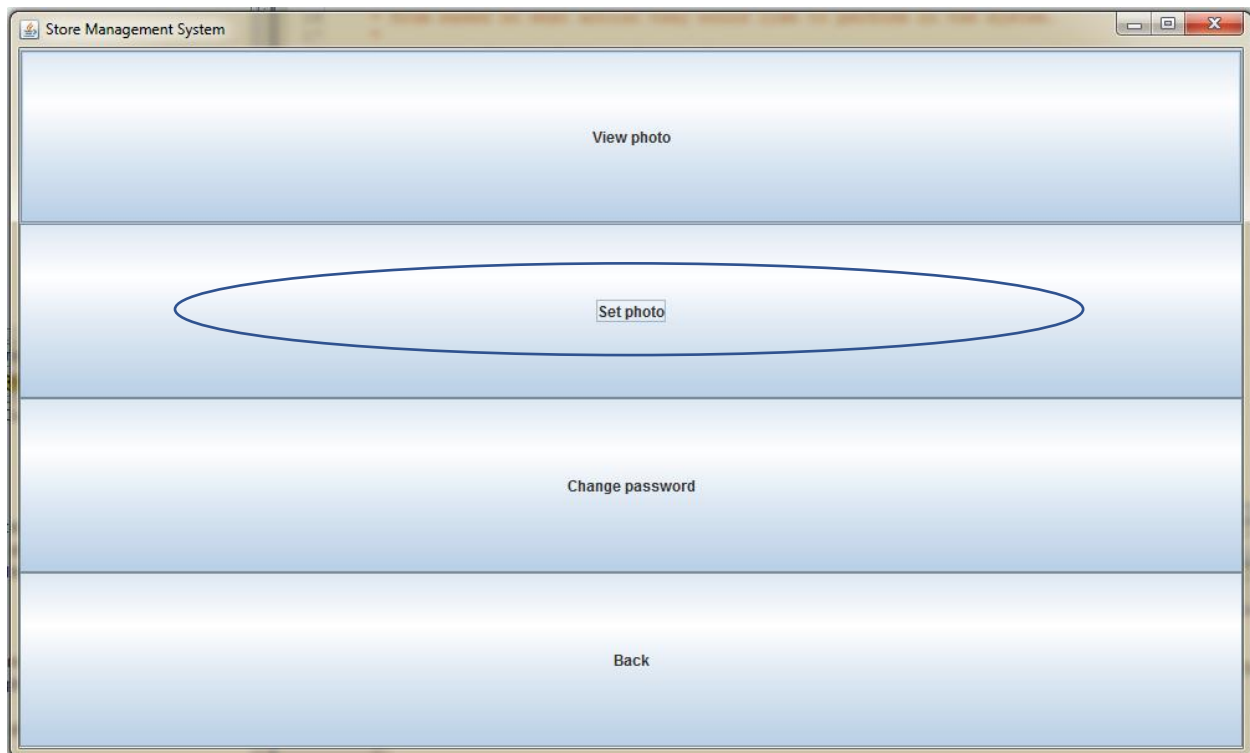 Store Management System
View photo
Set photo
Change password
Back